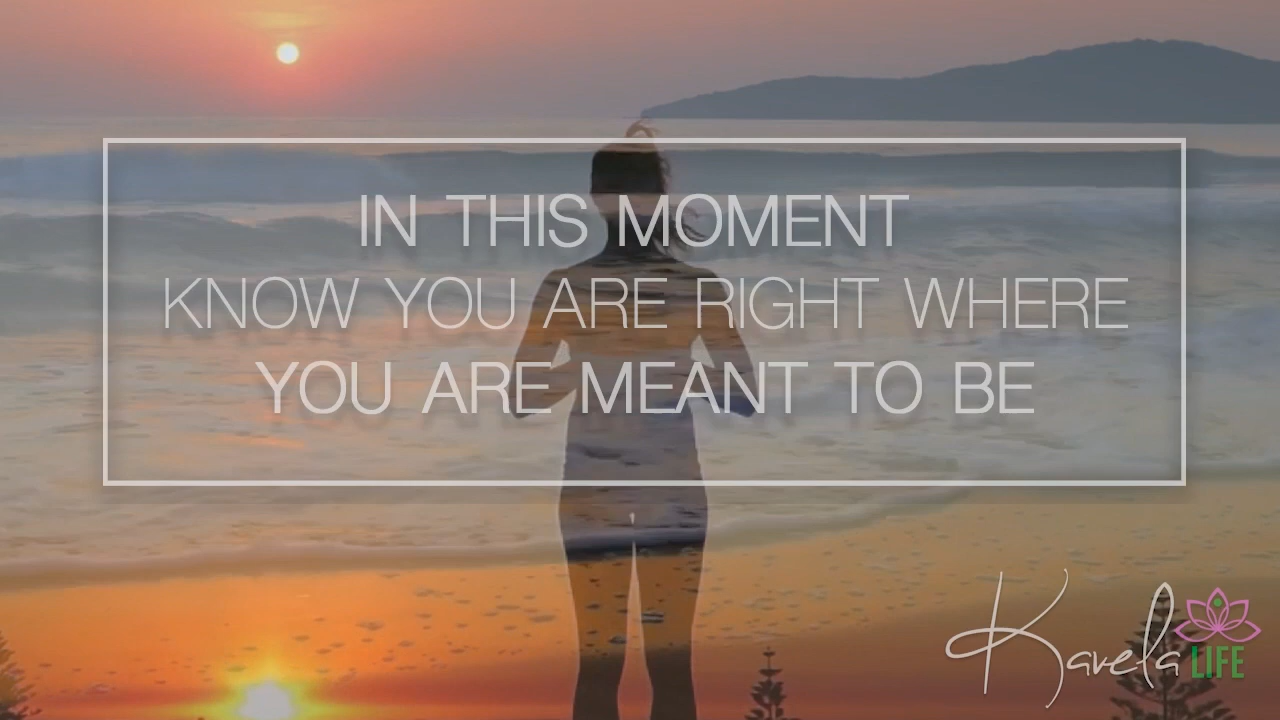 IN THIS MOMENT
KNOW YOU ARE RIGHT WHERE
YOU ARE MEANT TO BE
Kavela
LIFE